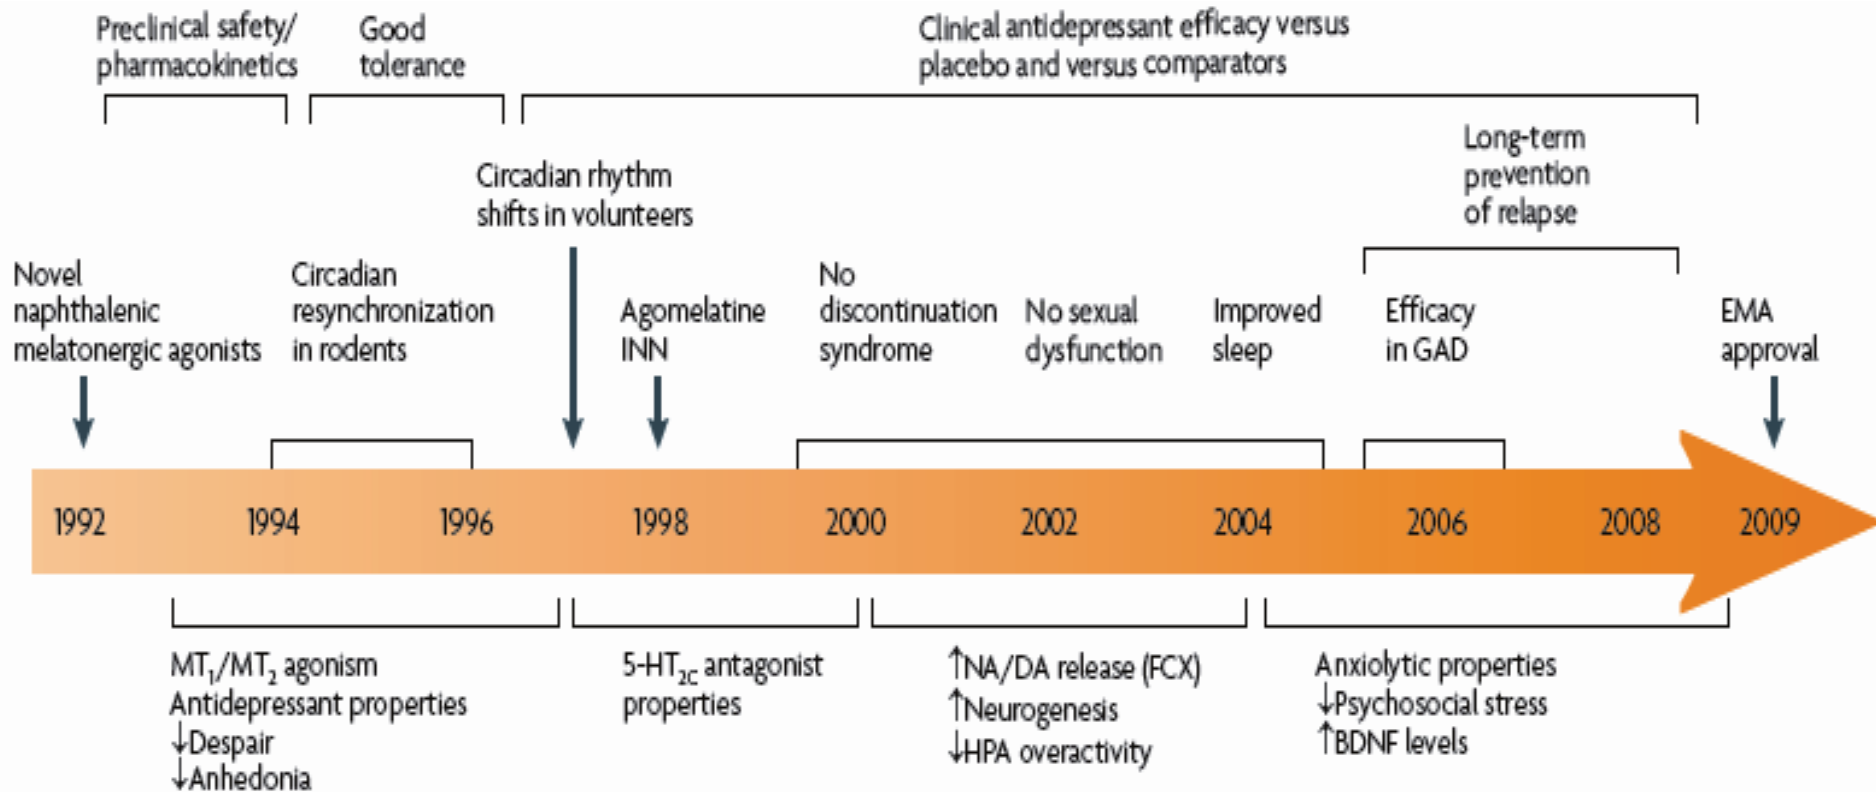 Preclinical safety/
pharmacokinetics
Good
tolerance
Clinical antidepressant efficacy versus
placebo and versus comparators
Long-term
prevention
of relapse
Circadian rhythm
shifts in volunteers
Novel
naphthalenic
melatonergic agonists
Circadian
resynchronization
in rodents
Agomelatine
INN
No
discontinuation
syndrome
No sexual
dysfunction
Improved
sleep
Efficacy
in GAD
EMA
approval
1992 1994 1996 1998 2000 2002 2004 2006 2008 2009
MT₁/MT₂ agonism
Antidepressant properties
↓Despair
↓Anhedonia
5-HT₂C antagonist
properties
↑NA/DA release (FCX)
↑Neurogenesis
↓HPA overactivity
Anxiolytic properties
↓Psychosocial stress
↑BDNF levels